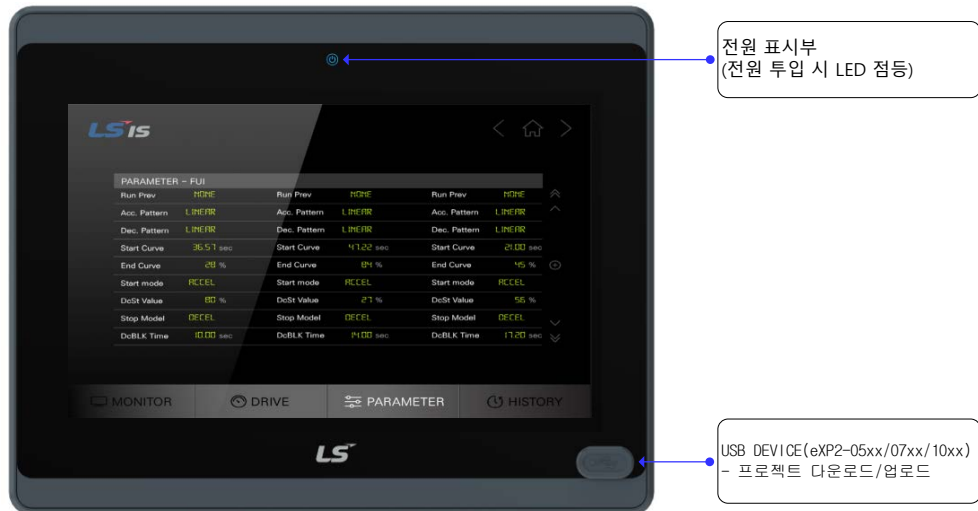 전원 표시부
(전원 투입 시 LED 점등)
LSis
PARAMETER - FUI
Run Prev NONE Run Prev NONE Run Prev NONE
Acc. Pattern LINEAR Acc. Pattern LINEAR Acc. Pattern LINEAR
Dec. Pattern LINEAR Dec. Pattern LINEAR Dec. Pattern LINEAR
Start Curve 36.57 sec Start Curve 47.22 sec Start Curve 21.00 sec
End Curve 28 % End Curve 84 % End Curve 45 %
Start mode ACCEL Start mode ACCEL Start mode ACCEL
DcSt Value 80 % DcSt Value 27 % DcSt Value 56 %
Stop Model DECEL Stop Model DECEL Stop Model DECEL
DcBLK Time 10.00 sec DcBLK Time 14.00 sec DcBLK Time 17.20 sec
MONITOR DRIVE PARAMETER HISTORY
LS
USB DEVICE(eXP2-05xx/07xx/10xx)
- 프로젝트 다운로드/업로드